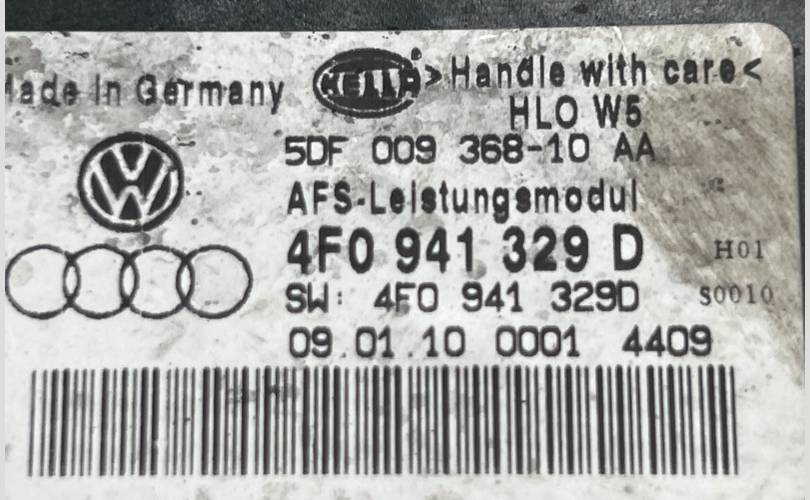 Made In Germany HELLA >Handle with care<
HLO W5
5DF 009 368-10 AA
AFS-Leistungsmodul
4F0 941 329 D H01
SW: 4F0 941 329D S0010
09.01.10 0001 4409